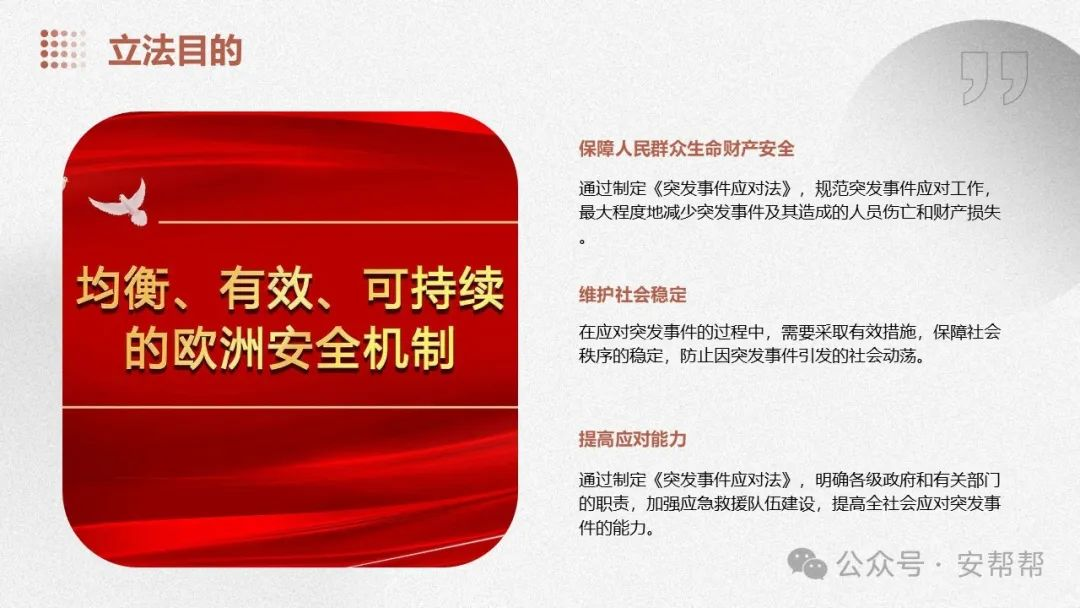 立法目的
均衡、有效、可持续
的欧洲安全机制
保障人民群众生命财产安全
通过制定《突发事件应对法》，规范突发事件应对工作，
最大程度地减少突发事件及其造成的人员伤亡和财产损失
。
维护社会稳定
在应对突发事件的过程中，需要采取有效措施，保障社会
秩序的稳定，防止因突发事件引发的社会动荡。
提高应对能力
通过制定《突发事件应对法》，明确各级政府和有关部门
的职责，加强应急救援队伍建设，提高全社会应对突发事
件的能力。
公众号·安帮帮